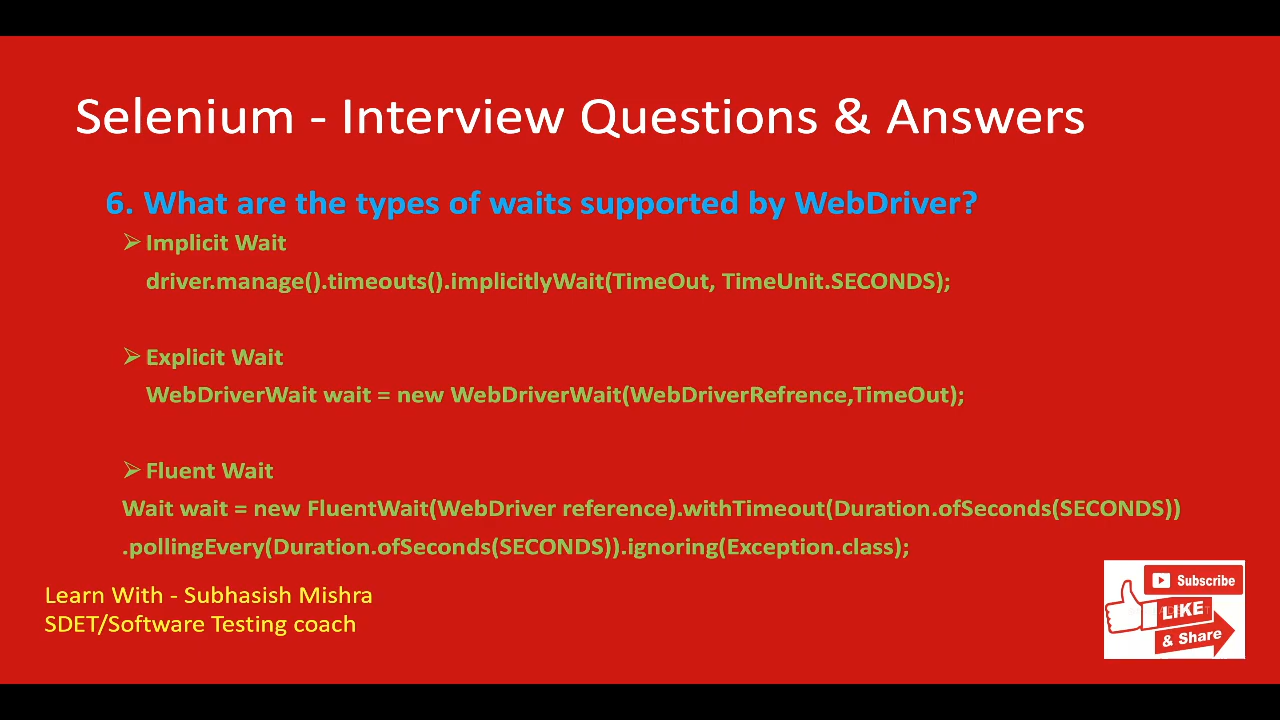 Selenium - Interview Questions & Answers
6. What are the types of waits supported by WebDriver?
Implicit Wait
driver.manage().timeouts().implicitlyWait(TimeOut, TimeUnit.SECONDS);
Explicit Wait
WebDriverWait wait = new WebDriverWait(WebDriverRefrence,TimeOut);
Fluent Wait
Wait wait = new FluentWait(WebDriver reference).withTimeout(Duration.ofSeconds(SECONDS))
.pollingEvery(Duration.ofSeconds(SECONDS)).ignoring(Exception.class);
Learn With - Subhasish Mishra
SDET/Software Testing coach
Subscribe
LIKE
& Share